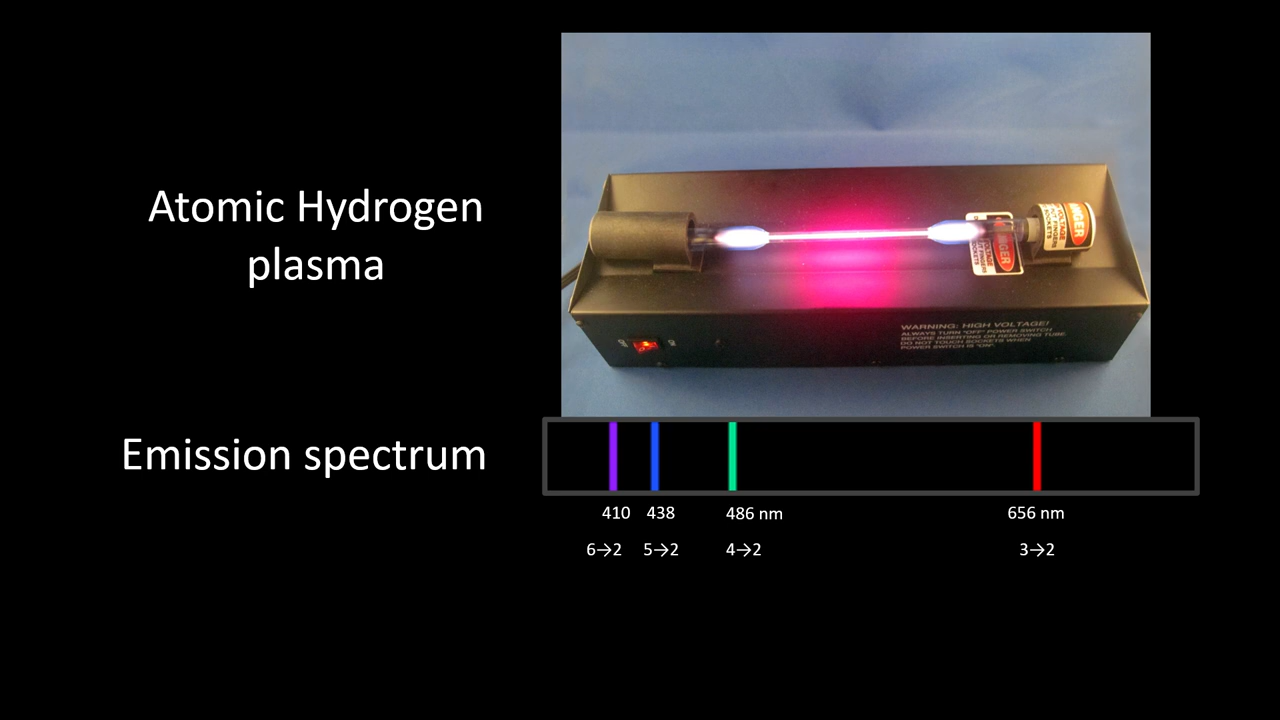 Atomic Hydrogen
plasma
DANGER
WARNING: HIGH VOLTAGE!
ALWAYS TURN "OFF" POWER SWITCH
BEFORE INSERTING OR REMOVING TUBE.
DO NOT TOUCH SOCKETS WHEN
POWER SWITCH IS "ON".
Emission spectrum
410 438 486 nm 656 nm
6→2 5→2 4→2 3→2